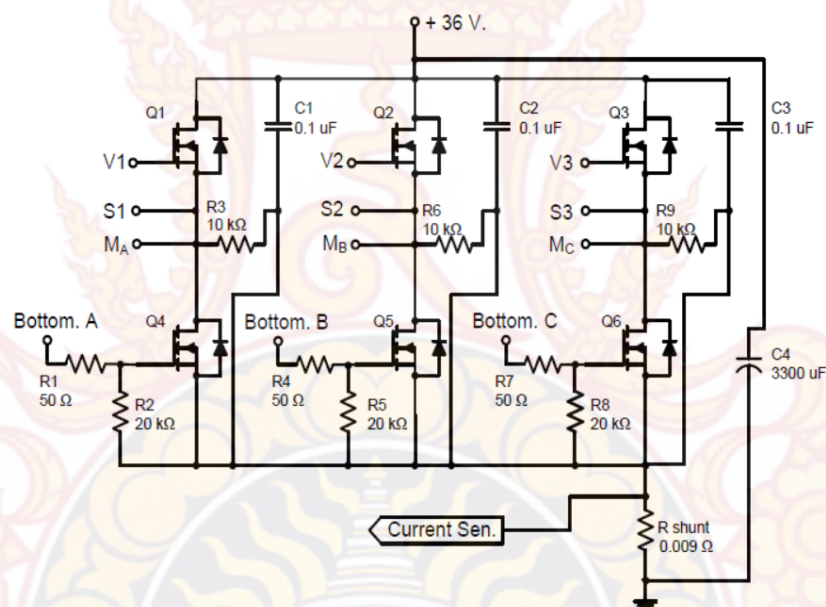 + 36 V.
Q1
C1
0.1 uF
Q2
C2
0.1 uF
Q3
C3
0.1 uF
V1
V2
V3
S1
R3
10 kΩ
S2
R6
10 kΩ
S3
R9
10 kΩ
MA
MB
MC
Bottom. A
Q4
Bottom. B
Q5
Bottom. C
Q6
R1
50 Ω
R2
20 kΩ
R4
50 Ω
R5
20 kΩ
R7
50 Ω
R8
20 kΩ
C4
3300 uF
Current Sen.
R shunt
0.009 Ω